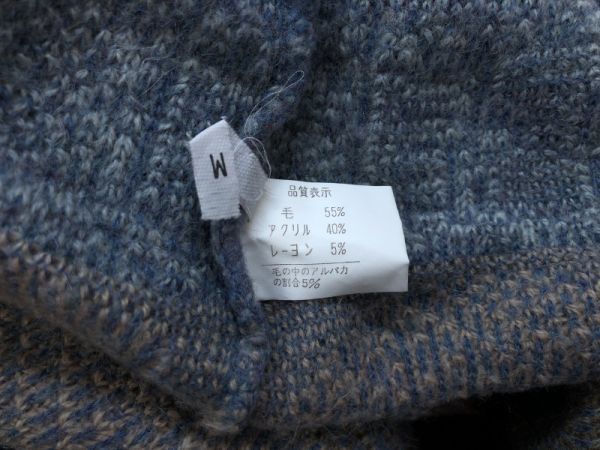 M
品質表示
毛 55%
アクリル 40%
レーヨン 5%
毛の中のアルパカ
の割合5%